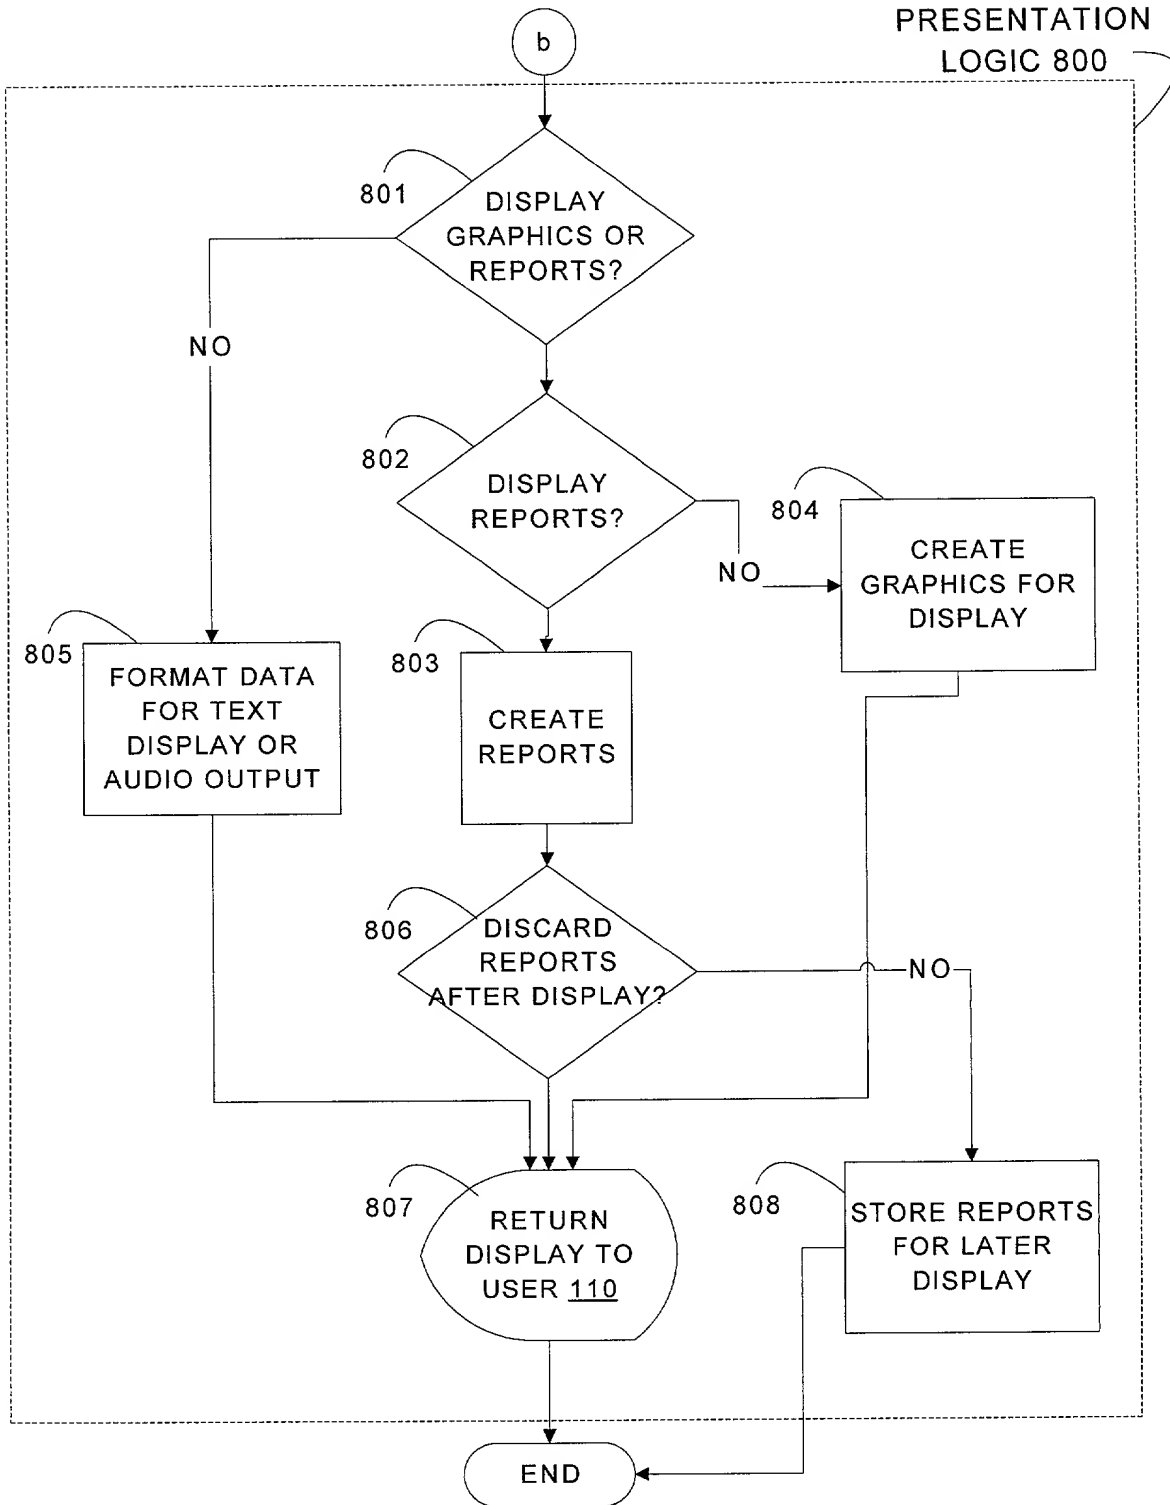 PRESENTATION
LOGIC 800
b
801
DISPLAY
GRAPHICS OR
REPORTS?
NO
802
DISPLAY
REPORTS?
NO
804
CREATE
GRAPHICS FOR
DISPLAY
805
FORMAT DATA
FOR TEXT
DISPLAY OR
AUDIO OUTPUT
803
CREATE
REPORTS
806
DISCARD
REPORTS
AFTER DISPLAY?
NO
807
RETURN
DISPLAY TO
USER 110
808
STORE REPORTS
FOR LATER
DISPLAY
END